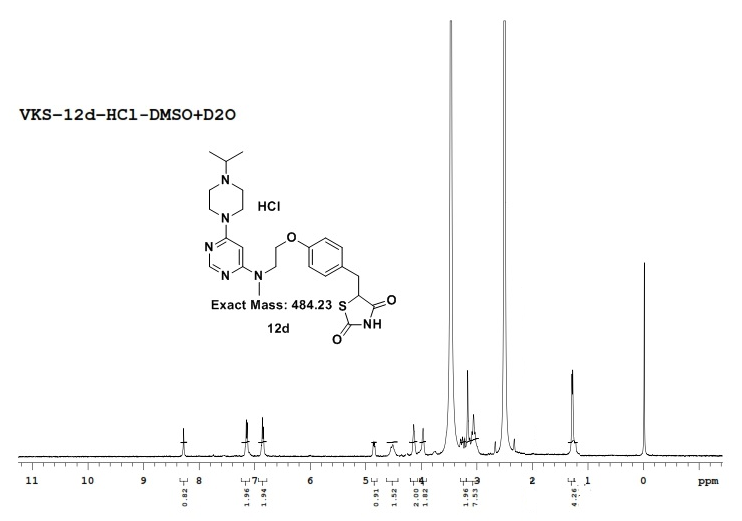 VKS-12d-HCl-DMSO+D2O
N
N
HCl
N
N
N
O
Exact Mass: 484.23
S
O
O
NH
12d
11 10 9 8 7 6 5 4 3 2 1 0 ppm
0.82 1.96 1.94 0.91 1.52 2.00 1.82 1.96 7.53 4.26